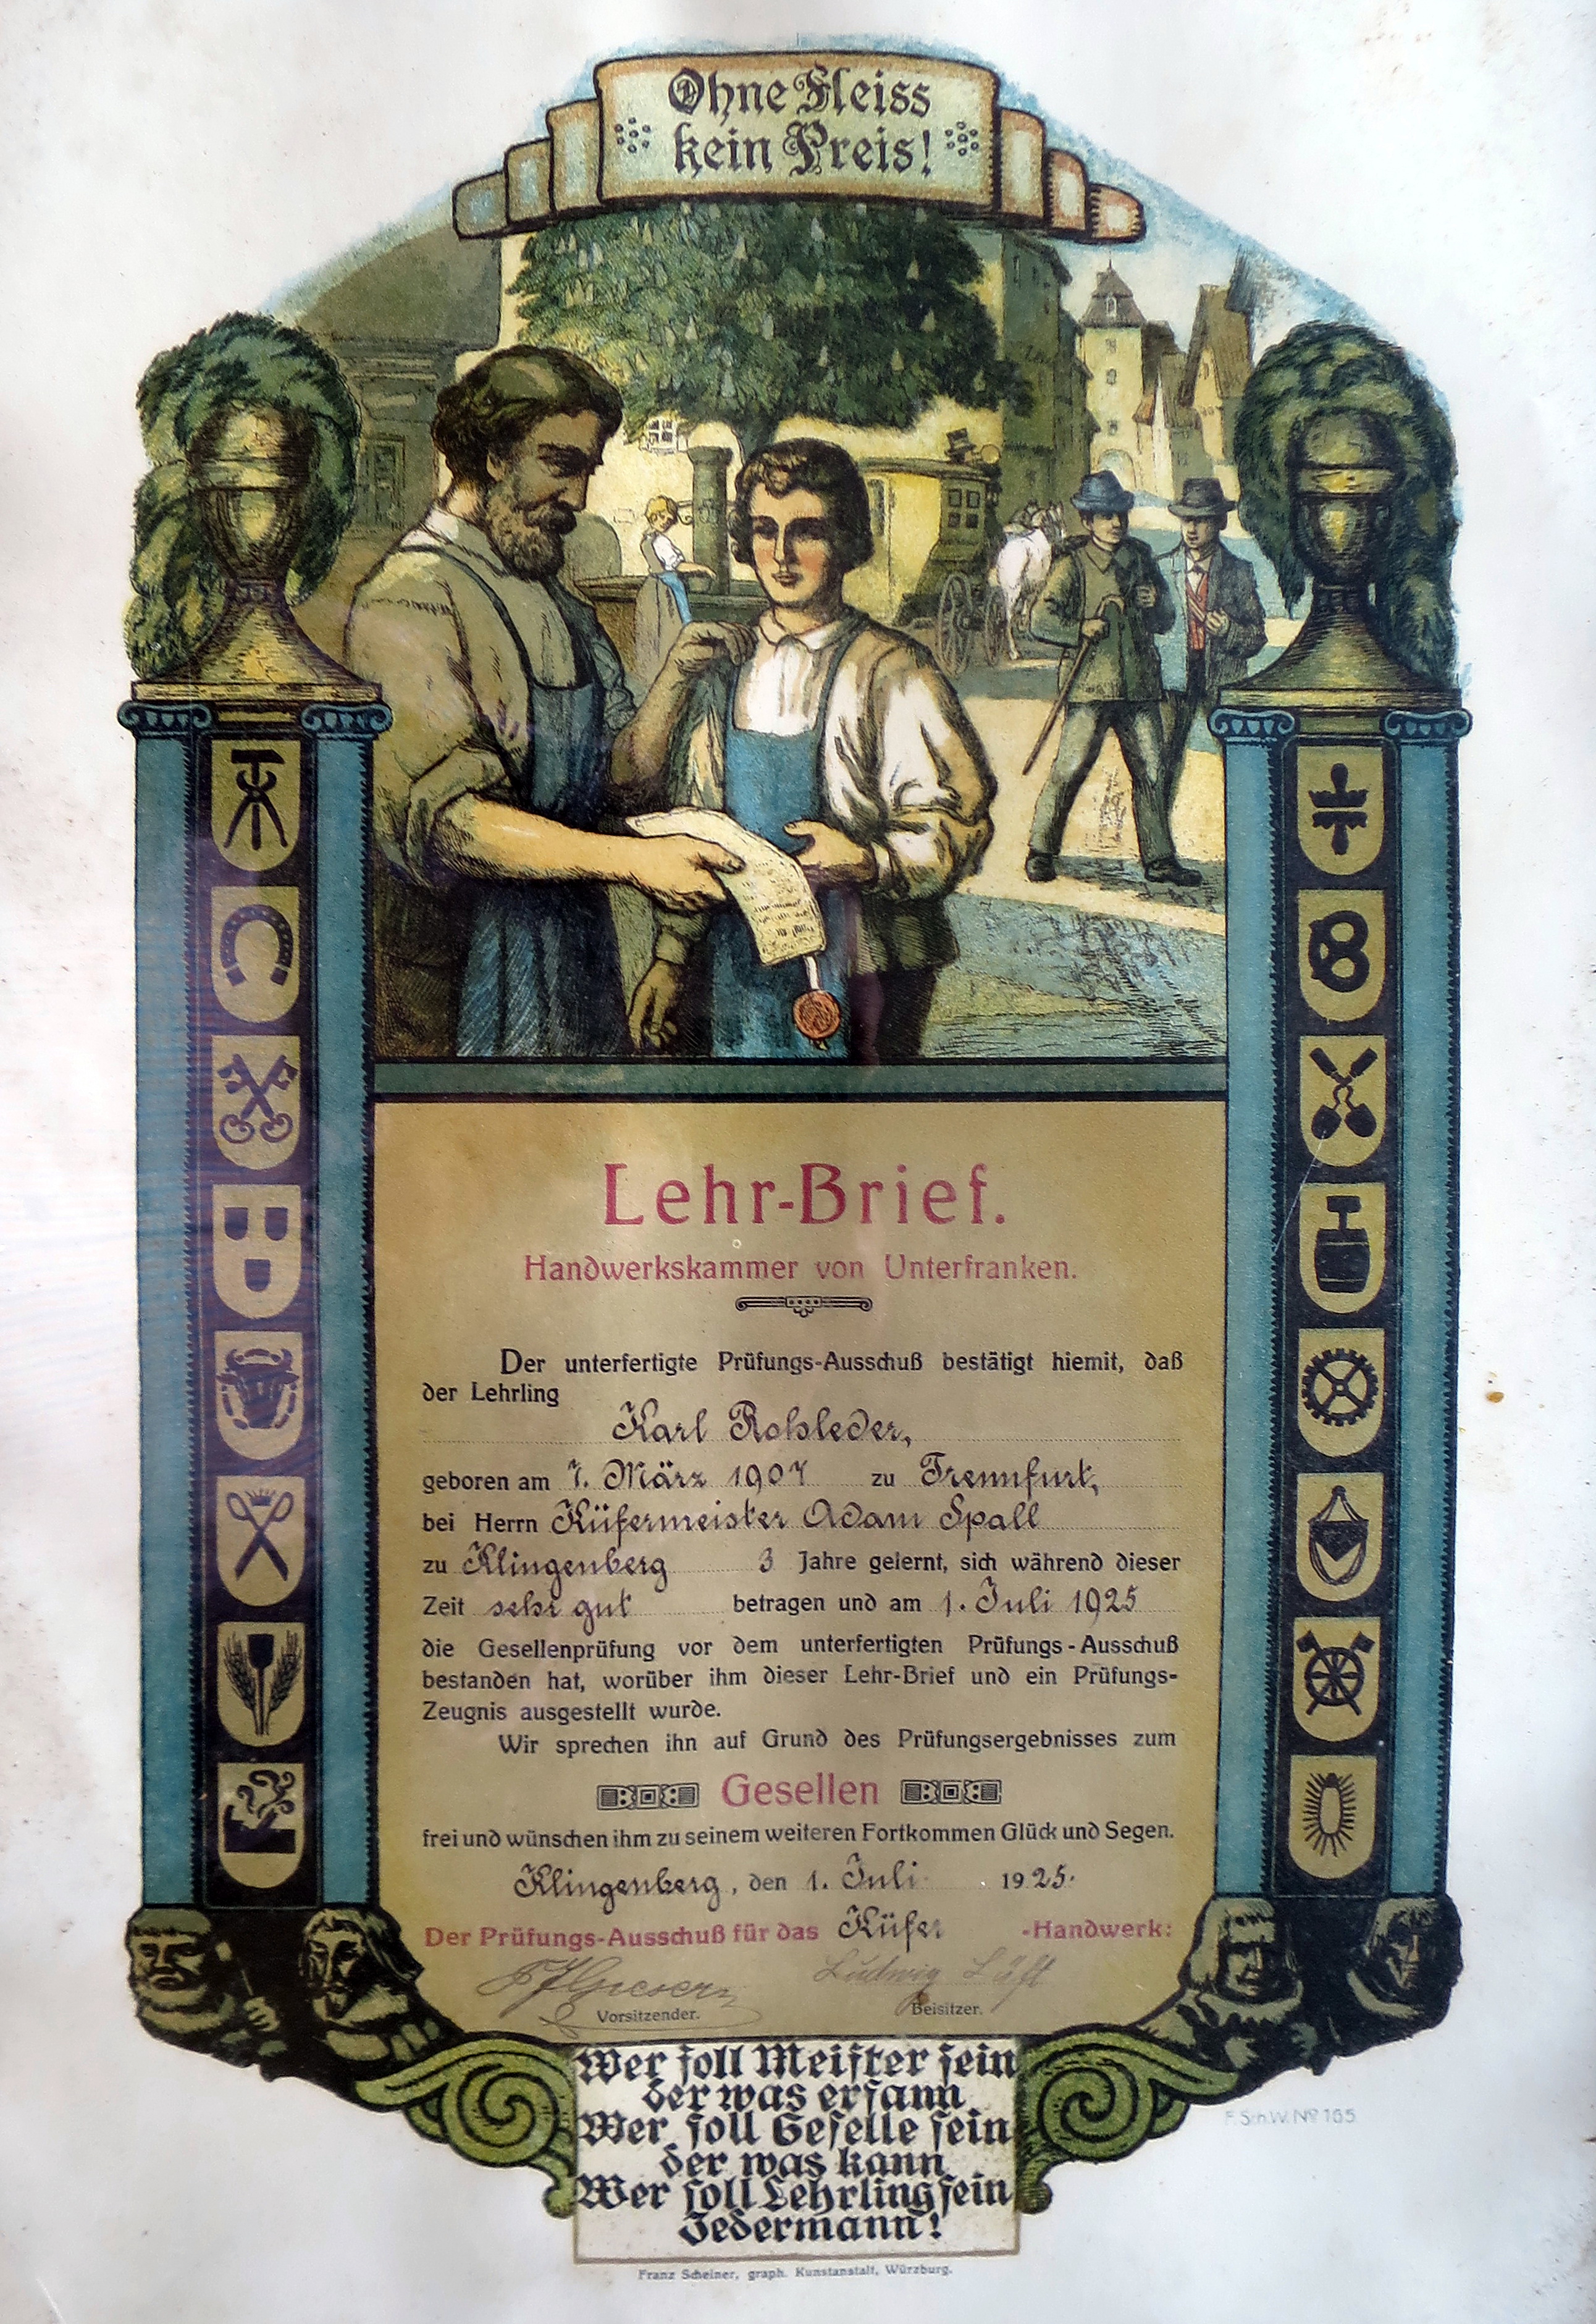 Ohne Fleiss
kein Preis!
Lehr-Brief.
Handwerkskammer von Unterfranken.
Der unterfertigte Prüfungs-Ausschuß bestätigt hiemit, daß
der Lehrling
Karl Rohleder,
geboren am 7. März 1907 zu Trennfurt,
bei Herrn Küfermeister Adam Spall
zu Klingenberg 3 Jahre gelernt, sich während dieser
Zeit sehr gut betragen und am 1. Juli 1925
die Gesellenprüfung vor dem unterfertigten Prüfungs-Ausschuß
bestanden hat, worüber ihm dieser Lehr-Brief und ein Prüfungs-
Zeugnis ausgestellt wurde.
Wir sprechen ihn auf Grund des Prüfungsergebnisses zum
Gesellen
frei und wünschen ihm zu seinem weiteren Fortkommen Glück und Segen.
Klingenberg, den 1. Juli 1925.
Der Prüfungs-Ausschuß für das Küfer -Handwerk:
Ludwig
Vorsitzender. Beisitzer.
Wer soll Meister sein
der was ersann
Wer soll Geselle sein
der was kann
Wer soll Lehrling sein
Jedermann!
F.Sch.W. No 165
Franz Scheiner, graph. Kunstanstalt, Würzburg.